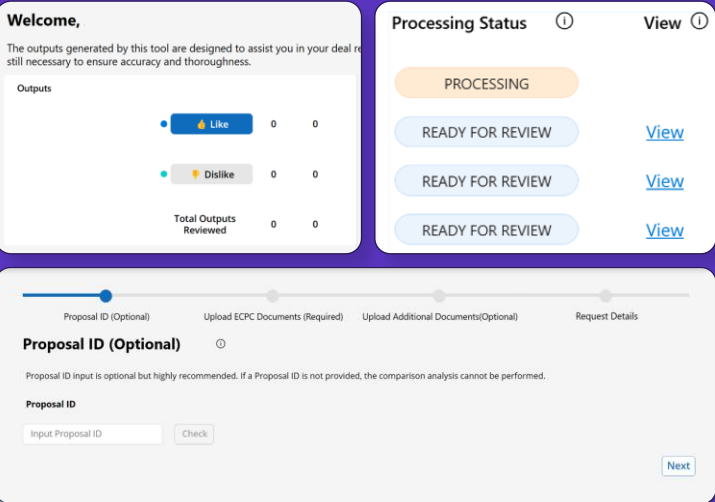 Welcome,
The outputs generated by this tool are designed to assist you in your deal
still necessary to ensure accuracy and thoroughness.
Outputs
👍 Like 0 0
👎 Dislike 0 0
Total Outputs
Reviewed 0 0
Processing Status View
PROCESSING
READY FOR REVIEW View
READY FOR REVIEW View
READY FOR REVIEW View
Proposal ID (Optional) Upload ECPC Documents (Required) Upload Additional Documents(Optional) Request Details
Proposal ID (Optional)
Proposal ID input is optional but highly recommended. If a Proposal ID is not provided, the comparison analysis cannot be performed.
Proposal ID
Input Proposal ID Check
Next